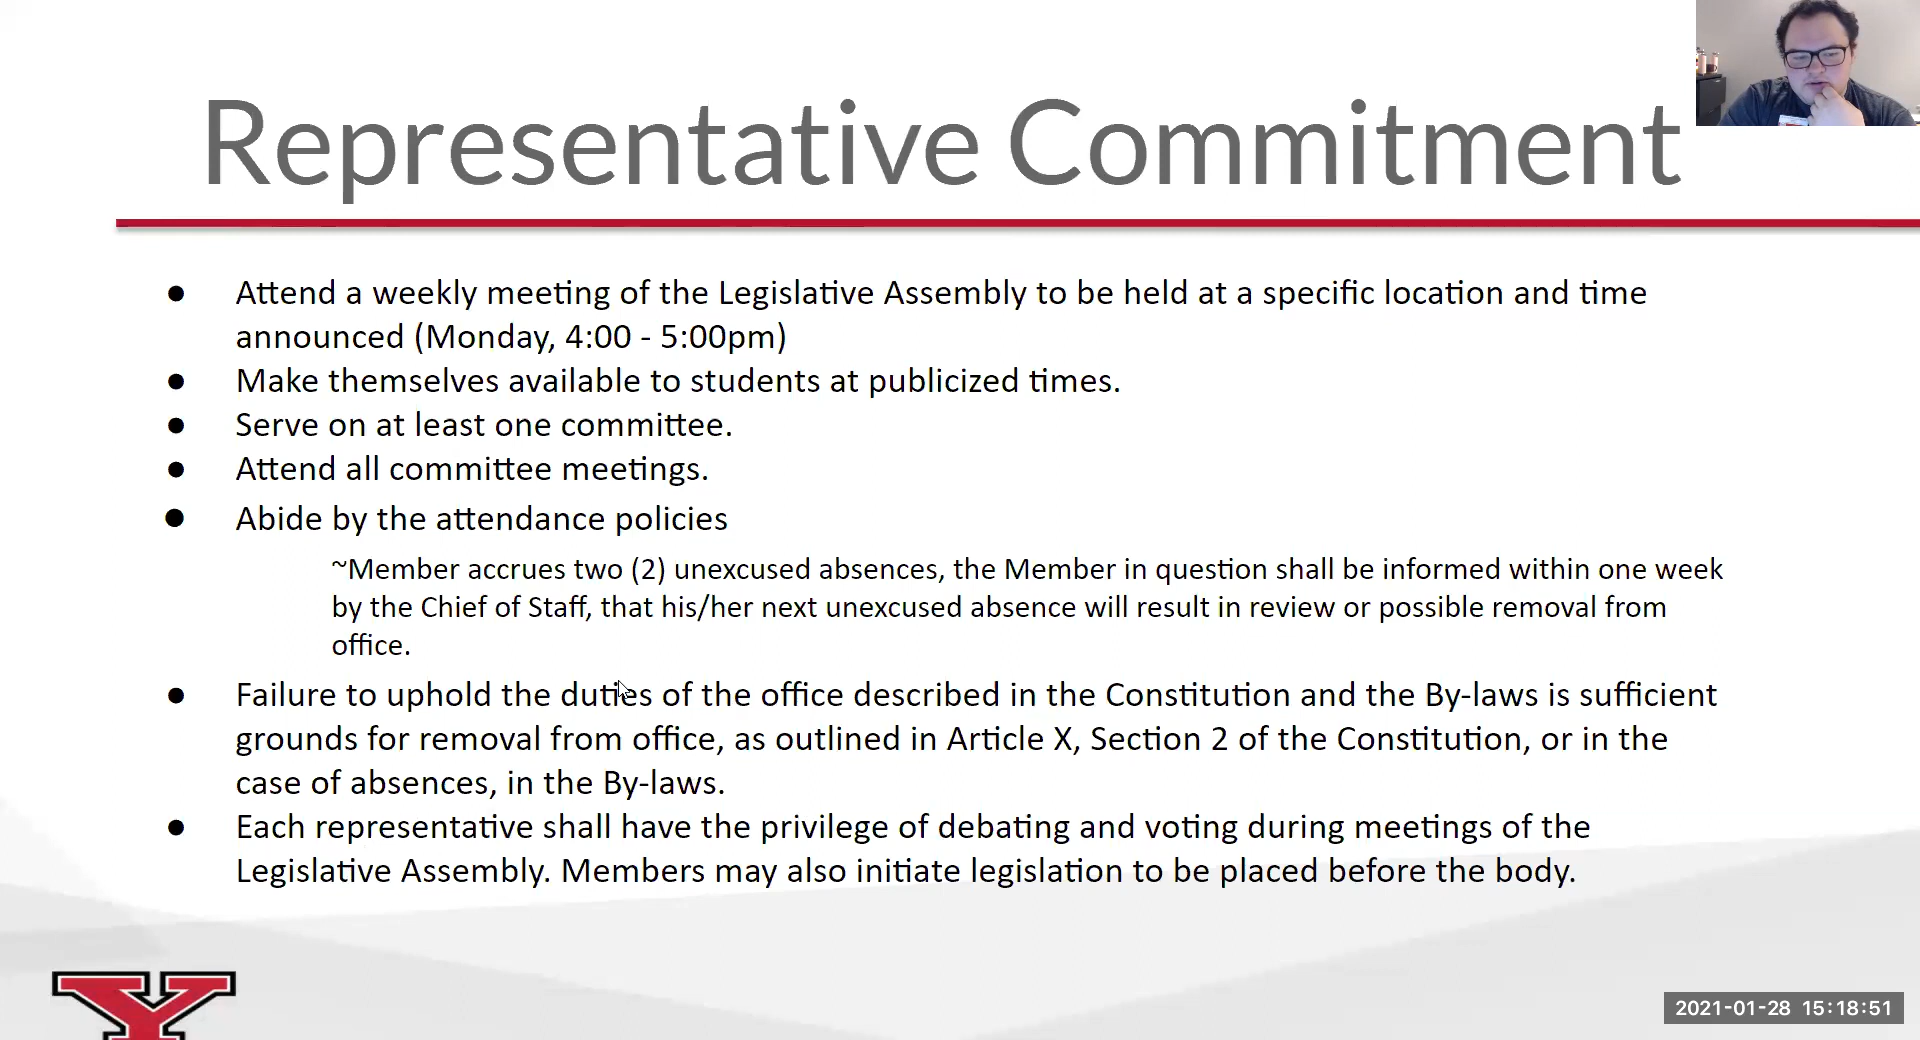 Representative Commitment
● Attend a weekly meeting of the Legislative Assembly to be held at a specific location and time
announced (Monday, 4:00 - 5:00pm)
● Make themselves available to students at publicized times.
● Serve on at least one committee.
● Attend all committee meetings.
● Abide by the attendance policies
~Member accrues two (2) unexcused absences, the Member in question shall be informed within one week
by the Chief of Staff, that his/her next unexcused absence will result in review or possible removal from
office.
● Failure to uphold the duties of the office described in the Constitution and the By-laws is sufficient
grounds for removal from office, as outlined in Article X, Section 2 of the Constitution, or in the
case of absences, in the By-laws.
● Each representative shall have the privilege of debating and voting during meetings of the
Legislative Assembly. Members may also initiate legislation to be placed before the body.
Y
2021-01-28 15:18:51